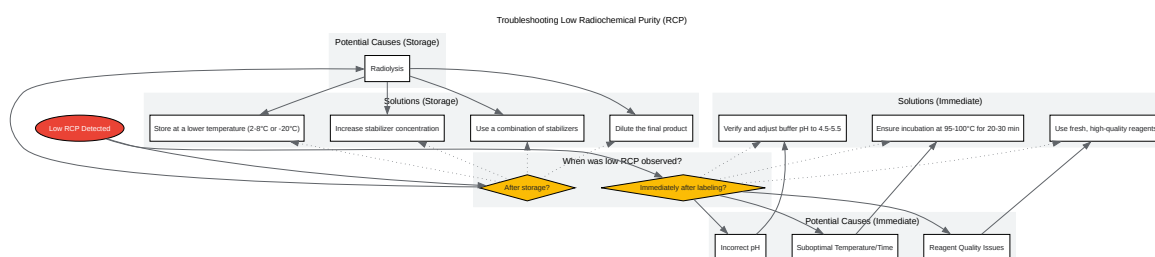 Troubleshooting Low Radiochemical Purity (RCP)
Potential Causes (Storage)
Radiolysis
Solutions (Storage)
Solutions (Immediate)
Low RCP Detected
Store at a lower temperature (2-8°C or -20°C)
Increase stabilizer concentration
Use a combination of stabilizers
Dilute the final product
Verify and adjust buffer pH to 4.5-5.5
Ensure incubation at 95-100°C for 20-30 min
Use fresh, high-quality reagents
When was low RCP observed?
After storage?
Immediately after labeling?
Potential Causes (Immediate)
Incorrect pH
Suboptimal Temperature/Time
Reagent Quality Issues